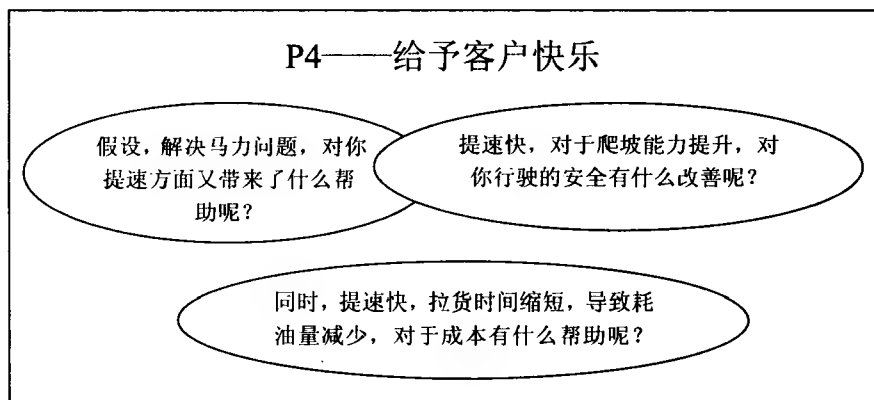 P4——给予客户快乐
假设，解决马力问题，对你
提速方面又带来了什么帮
助呢？
提速快，对于爬坡能力提升，对
你行驶的安全有什么改善呢？
同时，提速快，拉货时间缩短，导致耗
油量减少，对于成本有什么帮助呢？